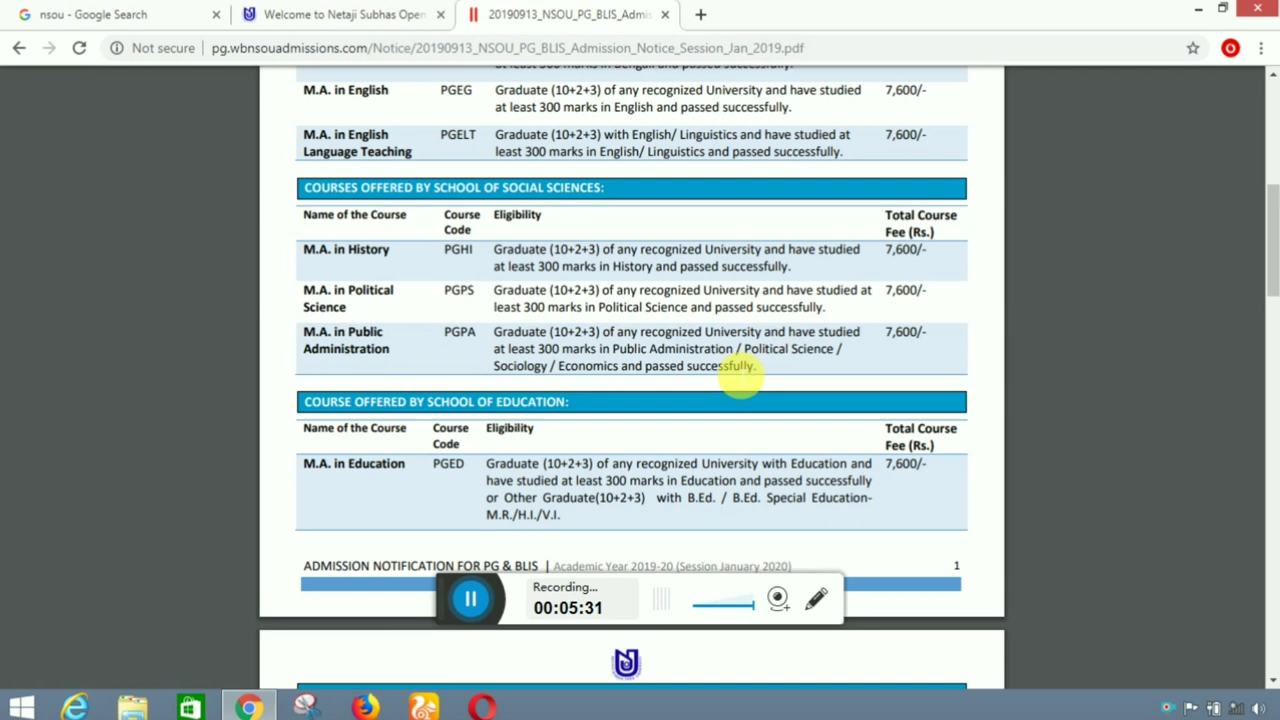 nsou - Google Search
Welcome to Netaji Subhas Open
20190913_NSOU_PG_BLIS_Admis
Not secure
pg.wbnsouadmissions.com/Notice/20190913_NSOU_PG_BLIS_Admission_Notice_Session_Jan_2019.pdf
at least 300 marks in Bengali and passed successfully.
M.A. in English PGEG Graduate (10+2+3) of any recognized University and have studied 7,600/-
at least 300 marks in English and passed successfully.
M.A. in English PGELT Graduate (10+2+3) with English/ Linguistics and have studied at 7,600/-
Language Teaching least 300 marks in English/ Linguistics and passed successfully.
COURSES OFFERED BY SCHOOL OF SOCIAL SCIENCES:
Name of the Course Course Eligibility Total Course
Code Fee (Rs.)
M.A. in History PGHI Graduate (10+2+3) of any recognized University and have studied 7,600/-
at least 300 marks in History and passed successfully.
M.A. in Political PGPS Graduate (10+2+3) of any recognized University and have studied at 7,600/-
Science least 300 marks in Political Science and passed successfully.
M.A. in Public PGPA Graduate (10+2+3) of any recognized University and have studied 7,600/-
Administration at least 300 marks in Public Administration / Political Science /
Sociology / Economics and passed successfully.
COURSE OFFERED BY SCHOOL OF EDUCATION:
Name of the Course Course Eligibility Total Course
Code Fee (Rs.)
M.A. in Education PGED Graduate (10+2+3) of any recognized University with Education and 7,600/-
have studied at least 300 marks in Education and passed successfully
or Other Graduate(10+2+3) with B.Ed. / B.Ed. Special Education-
M.R./H.I./V.I.
ADMISSION NOTIFICATION FOR PG & BLIS | Academic Year 2019-20 (Session January 2020) 1
Recording...
00:05:31